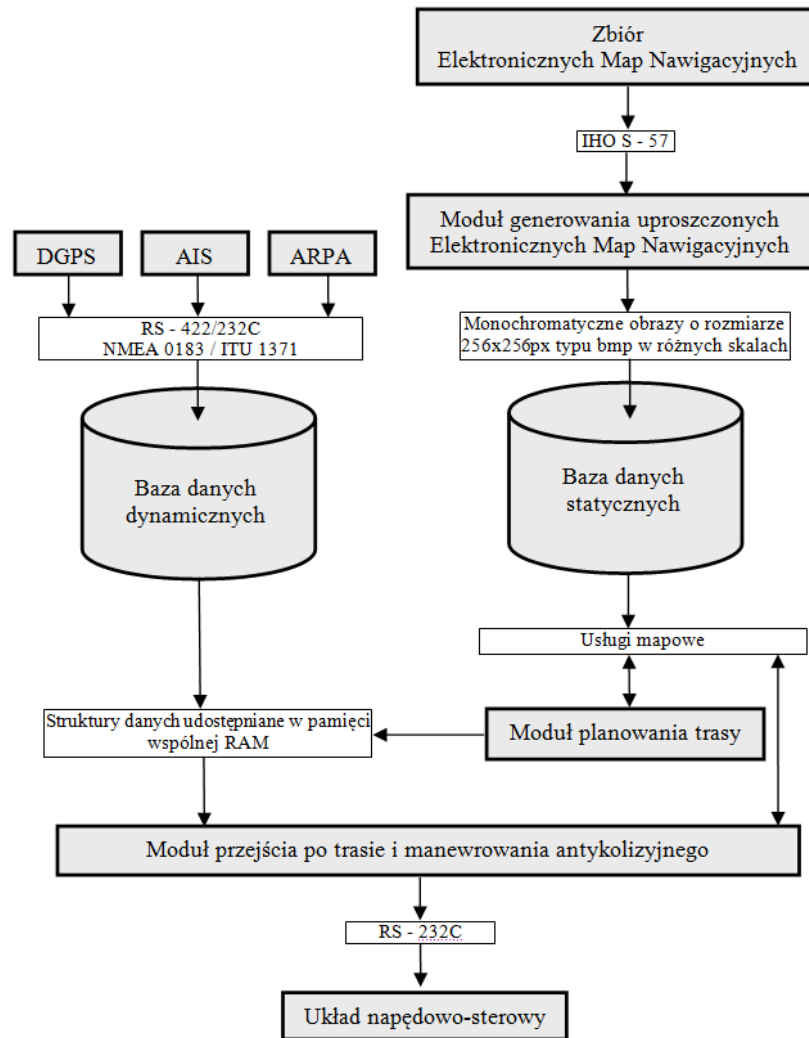 Zbiór
Elektronicznych Map Nawigacyjnych
IHO S - 57
Moduł generowania uproszczonych
Elektronicznych Map Nawigacyjnych
DGPS
AIS
ARPA
RS - 422/232C
NMEA 0183 / ITU 1371
Monochromatyczne obrazy o rozmiarze
256x256px typu bmp w różnych skalach
Baza danych
dynamicznych
Baza danych
statycznych
Usługi mapowe
Struktury danych udostępniane w pamięci
wspólnej RAM
Moduł planowania trasy
Moduł przejścia po trasie i manewrowania antykolizyjnego
RS - 232C
Układ napędowo-sterowy